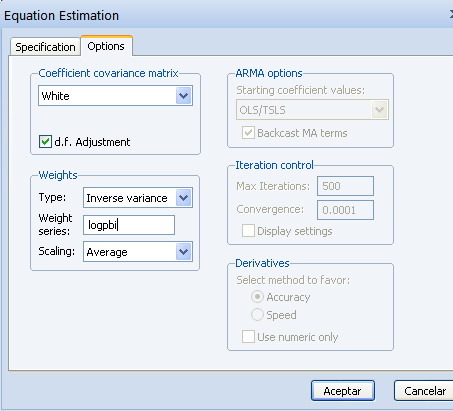 Equation Estimation
Specification
Options
Coefficient covariance matrix
White
d.f. Adjustment
Weights
Type:
Inverse variance
Weight
series:
logpbi
Scaling:
Average
ARMA options
Starting coefficient values:
OLS/TSLS
Backcast MA terms
Iteration control
Max Iterations:
500
Convergence:
0.0001
Display settings
Derivatives
Select method to favor:
Accuracy
Speed
Use numeric only
Aceptar
Cancelar